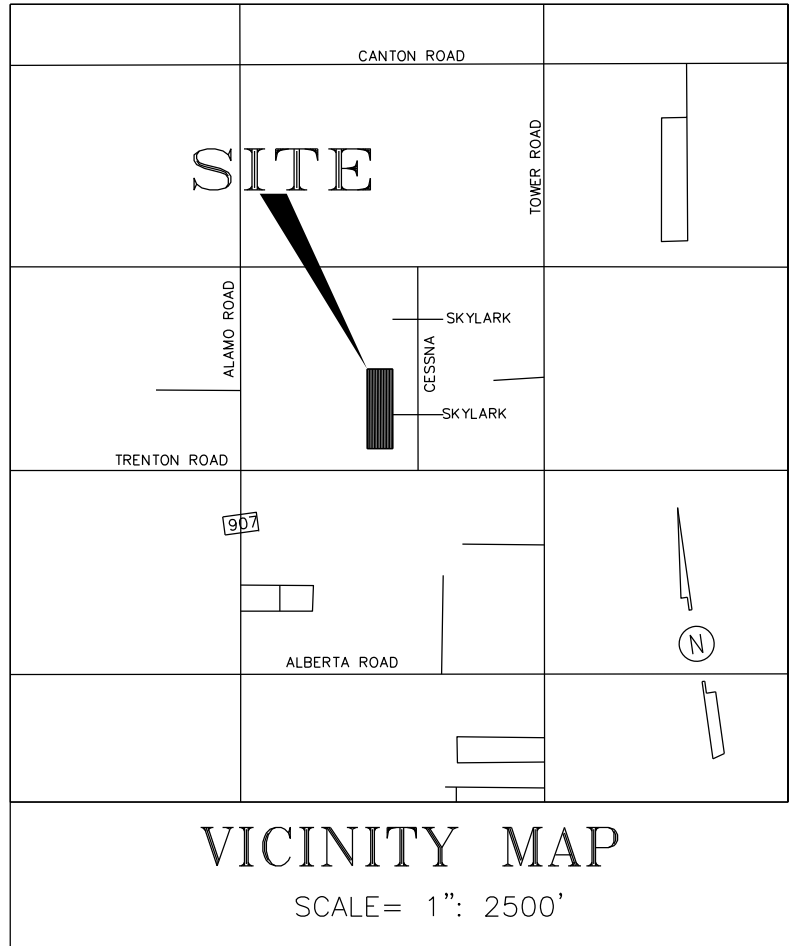 CANTON ROAD
TOWER ROAD
SITE
ALAMO ROAD
SKYLARK
CESSNA
SKYLARK
TRENTON ROAD
907
N
ALBERTA ROAD
VICINITY MAP
SCALE= 1": 2500'